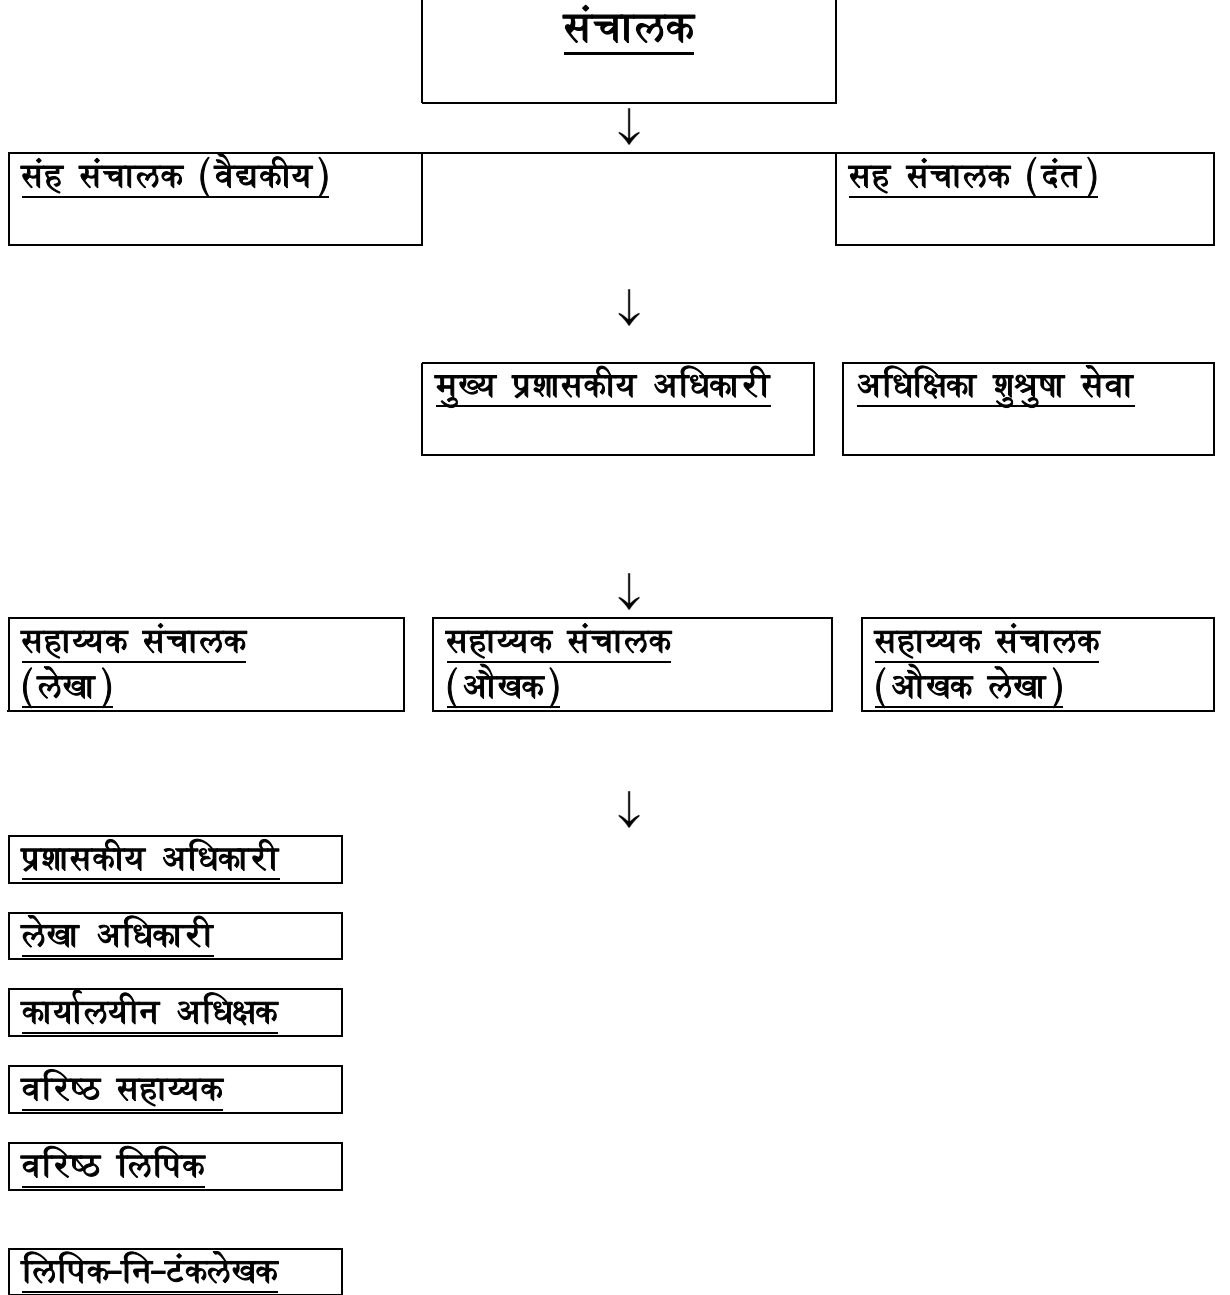 संचालक
↓
संह संचालक (वैद्यकीय)
सह संचालक (दंत)
↓
मुख्य प्रशासकीय अधिकारी
अधिक्षिका शुश्रुषा सेवा
↓
सहाय्यक संचालक
(लेखा)
सहाय्यक संचालक
(औखक)
सहाय्यक संचालक
(औखक लेखा)
↓
प्रशासकीय अधिकारी
लेखा अधिकारी
कार्यालयीन अधिक्षक
वरिष्ठ सहाय्यक
वरिष्ठ लिपिक
लिपिक-नि-टंकलेखक